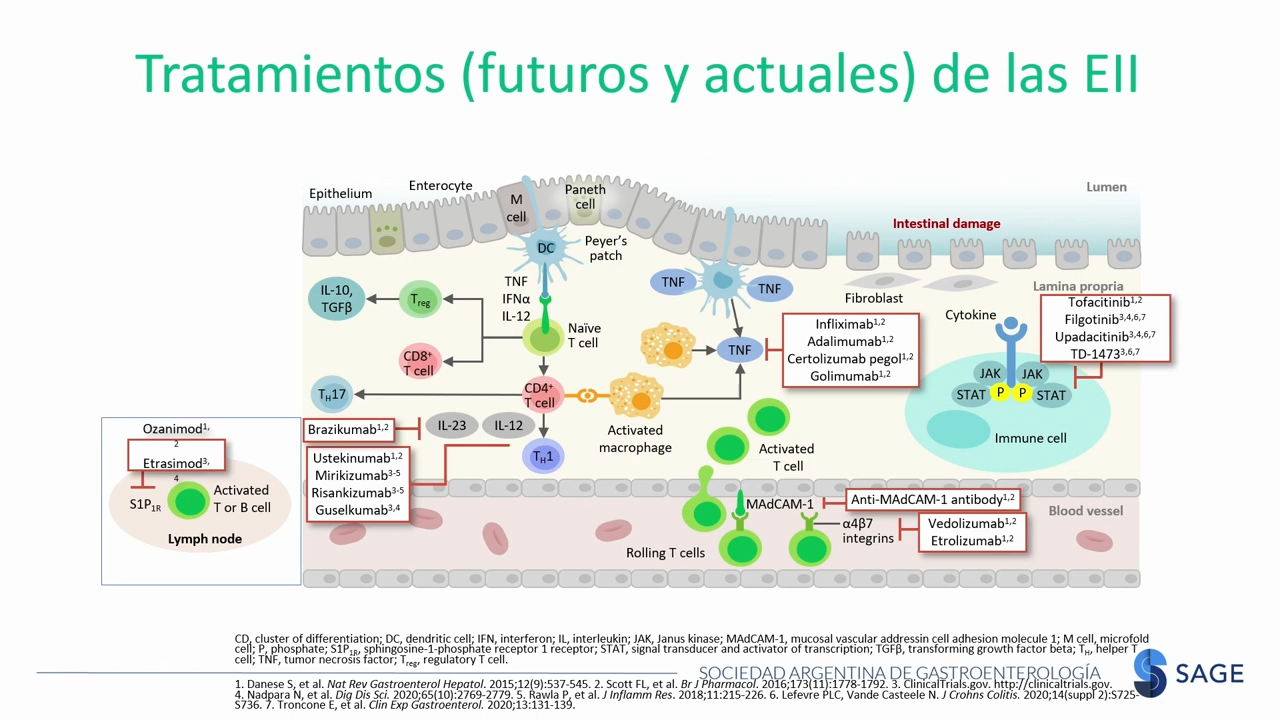 Tratamientos (futuros y actuales) de las EII
Epithelium
Enterocyte
M
cell
Paneth
cell
Lumen
Intestinal damage
DC
Peyer's
patch
TNF
IFNα
IL-12
TNF
TNF
Fibroblast
Lamina propria
IL-10,
TGFβ
Treg
Naïve
T cell
CD8+
T cell
TNF
Infliximab1,2
Adalimumab1,2
Certolizumab pegol1,2
Golimumab1,2
Cytokine
Tofacitinib1,2
Filgotinib3,4,6,7
Upadacitinib3,4,6,7
TD-14733,6,7
JAK
JAK
STAT
P
P
STAT
Immune cell
TH17
CD4+
T cell
Activated
macrophage
Brazikumab1,2
IL-23
IL-12
TH1
Ustekinumab1,2
Mirikizumab3-5
Risankizumab3-5
Guselkumab3,4
Activated
T cell
Ozanimod1,
2
Etrasimod3,
4
S1P1R
Activated
T or B cell
Lymph node
MAdCAM-1
Anti-MAdCAM-1 antibody1,2
Blood vessel
α4β7
integrins
Vedolizumab1,2
Etrolizumab1,2
Rolling T cells
CD, cluster of differentiation; DC, dendritic cell; IFN, interferon; IL, interleukin; JAK, Janus kinase; MAdCAM-1, mucosal vascular addressin cell adhesion molecule 1; M cell, microfold
cell; P, phosphate; S1P1R, sphingosine-1-phosphate receptor 1 receptor; STAT, signal transducer and activator of transcription; TGFβ, transforming growth factor beta; TH, helper T
cell; TNF, tumor necrosis factor; Treg, regulatory T cell.
SOCIEDAD ARGENTINA DE GASTROENTEROLOGÍA
SAGE
1. Danese S, et al. Nat Rev Gastroenterol Hepatol. 2015;12(9):537-545. 2. Scott FL, et al. Br J Pharmacol. 2016;173(11):1778-1792. 3. Clinicaltrials.gov. http://clinicaltrials.gov.
4. Nadpara N, et al. Dig Dis Sci. 2020;65(10):2769-2779. 5. Rawla P, et al. J Inflamm Res. 2018;11:215-226. 6. Lefevre PLC, Vande Casteele N. J Crohns Colitis. 2020;14(suppl 2):S725-
S736. 7. Troncone E, et al. Clin Exp Gastroenterol. 2020;13:131-139.